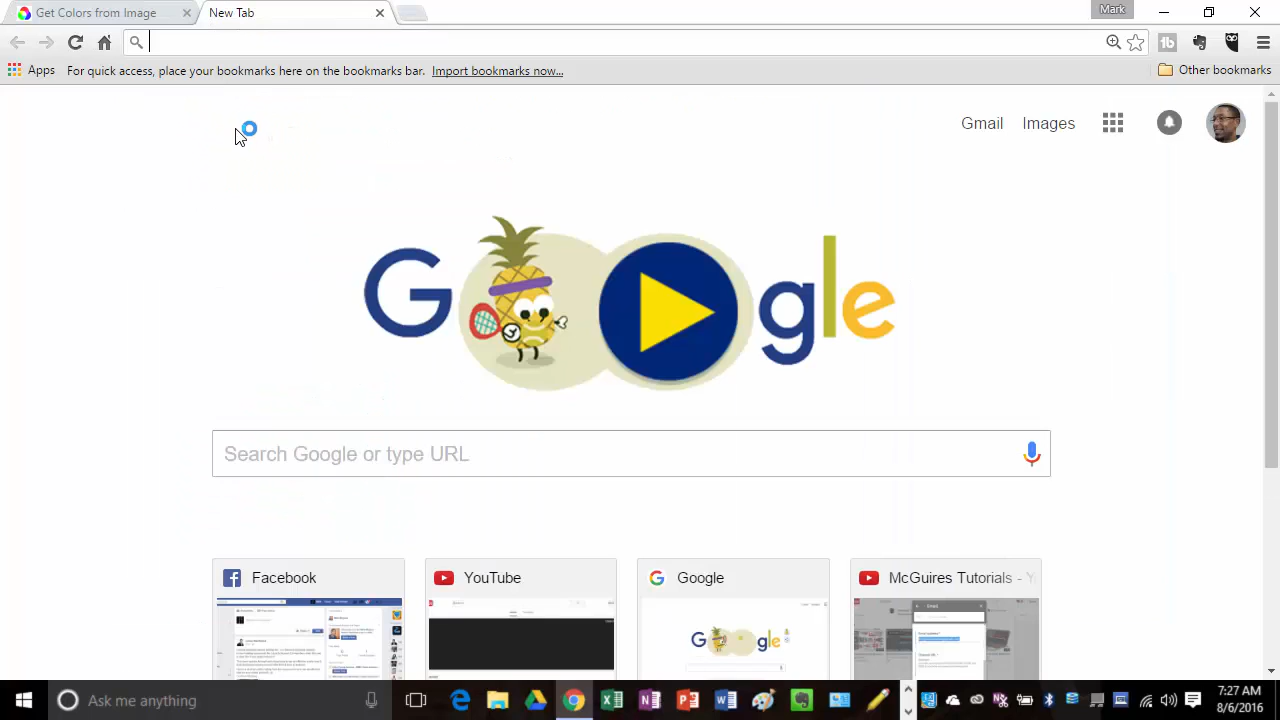 Get Colors from Image
New Tab
Mark
Apps
For quick access, place your bookmarks here on the bookmarks bar. Import bookmarks now...
Other bookmarks
Gmail
Images
G gle
Search Google or type URL
Facebook
YouTube
Google
McGuires Tutorials - Y
Ask me anything
7:27 AM
8/6/2016